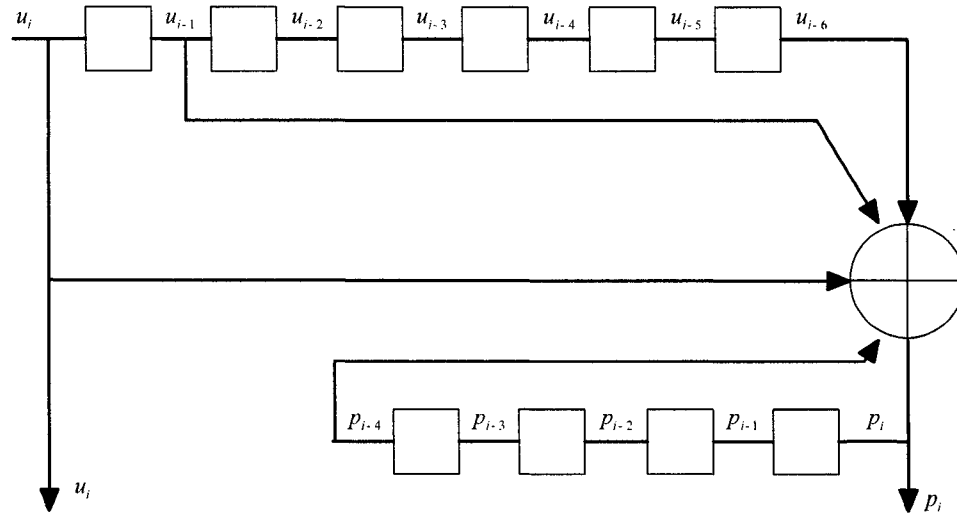 u_i u_{i-1} u_{i-2} u_{i-3} u_{i-4} u_{i-5} u_{i-6}
p_{i-4} p_{i-3} p_{i-2} p_{i-1} p_i
u_i p_i